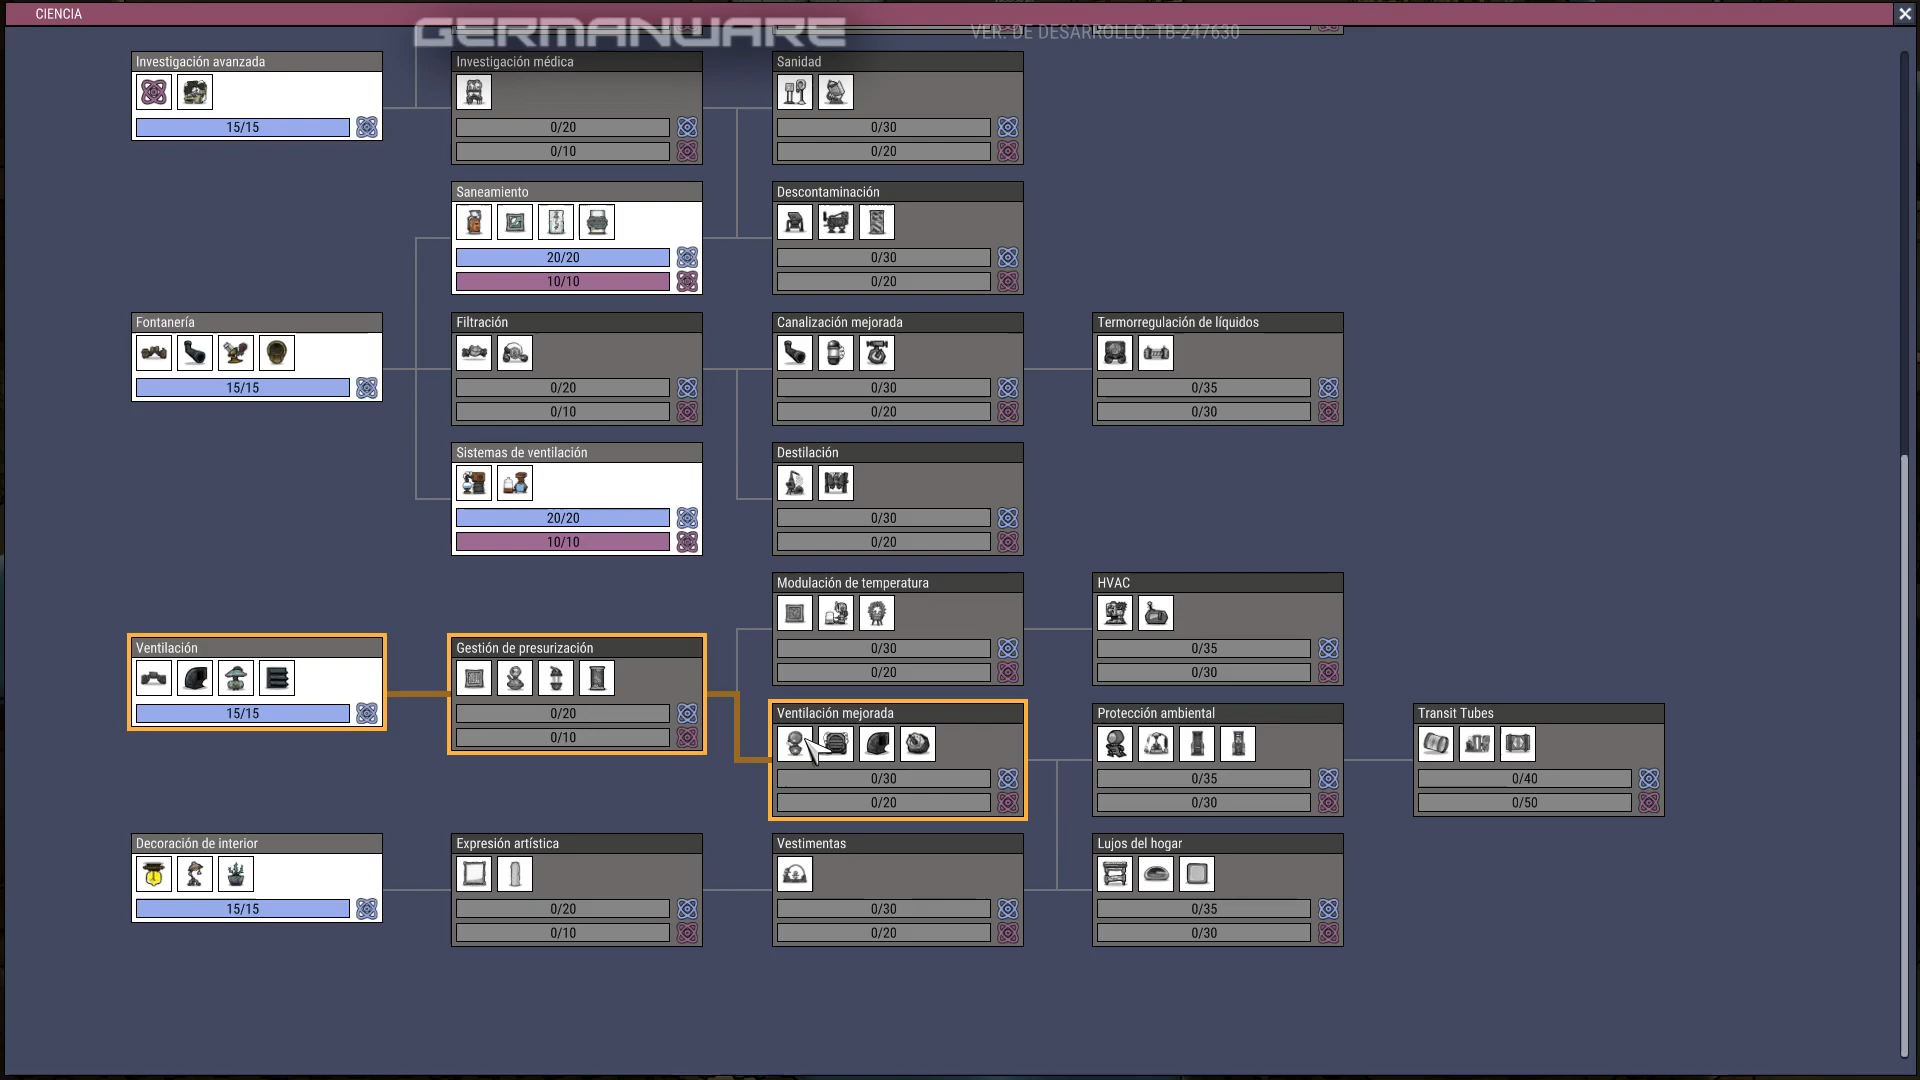 CIENCIA
GERMANWARE
VER. DE DESARROLLO: TB-247630
Investigación avanzada
15/15
Investigación médica
0/20
0/10
Sanidad
0/30
0/20
Saneamiento
20/20
10/10
Descontaminación
0/30
0/20
Fontanería
15/15
Filtración
0/20
0/10
Canalización mejorada
0/30
0/20
Termorregulación de líquidos
0/35
0/30
Sistemas de ventilación
20/20
10/10
Destilación
0/30
0/20
Modulación de temperatura
0/30
0/20
HVAC
0/35
0/30
Ventilación
15/15
Gestión de presurización
0/20
0/10
Ventilación mejorada
0/30
0/20
Protección ambiental
0/35
0/30
Transit Tubes
0/40
0/50
Decoración de interior
15/15
Expresión artística
0/20
0/10
Vestimentas
0/30
0/20
Lujos del hogar
0/35
0/30